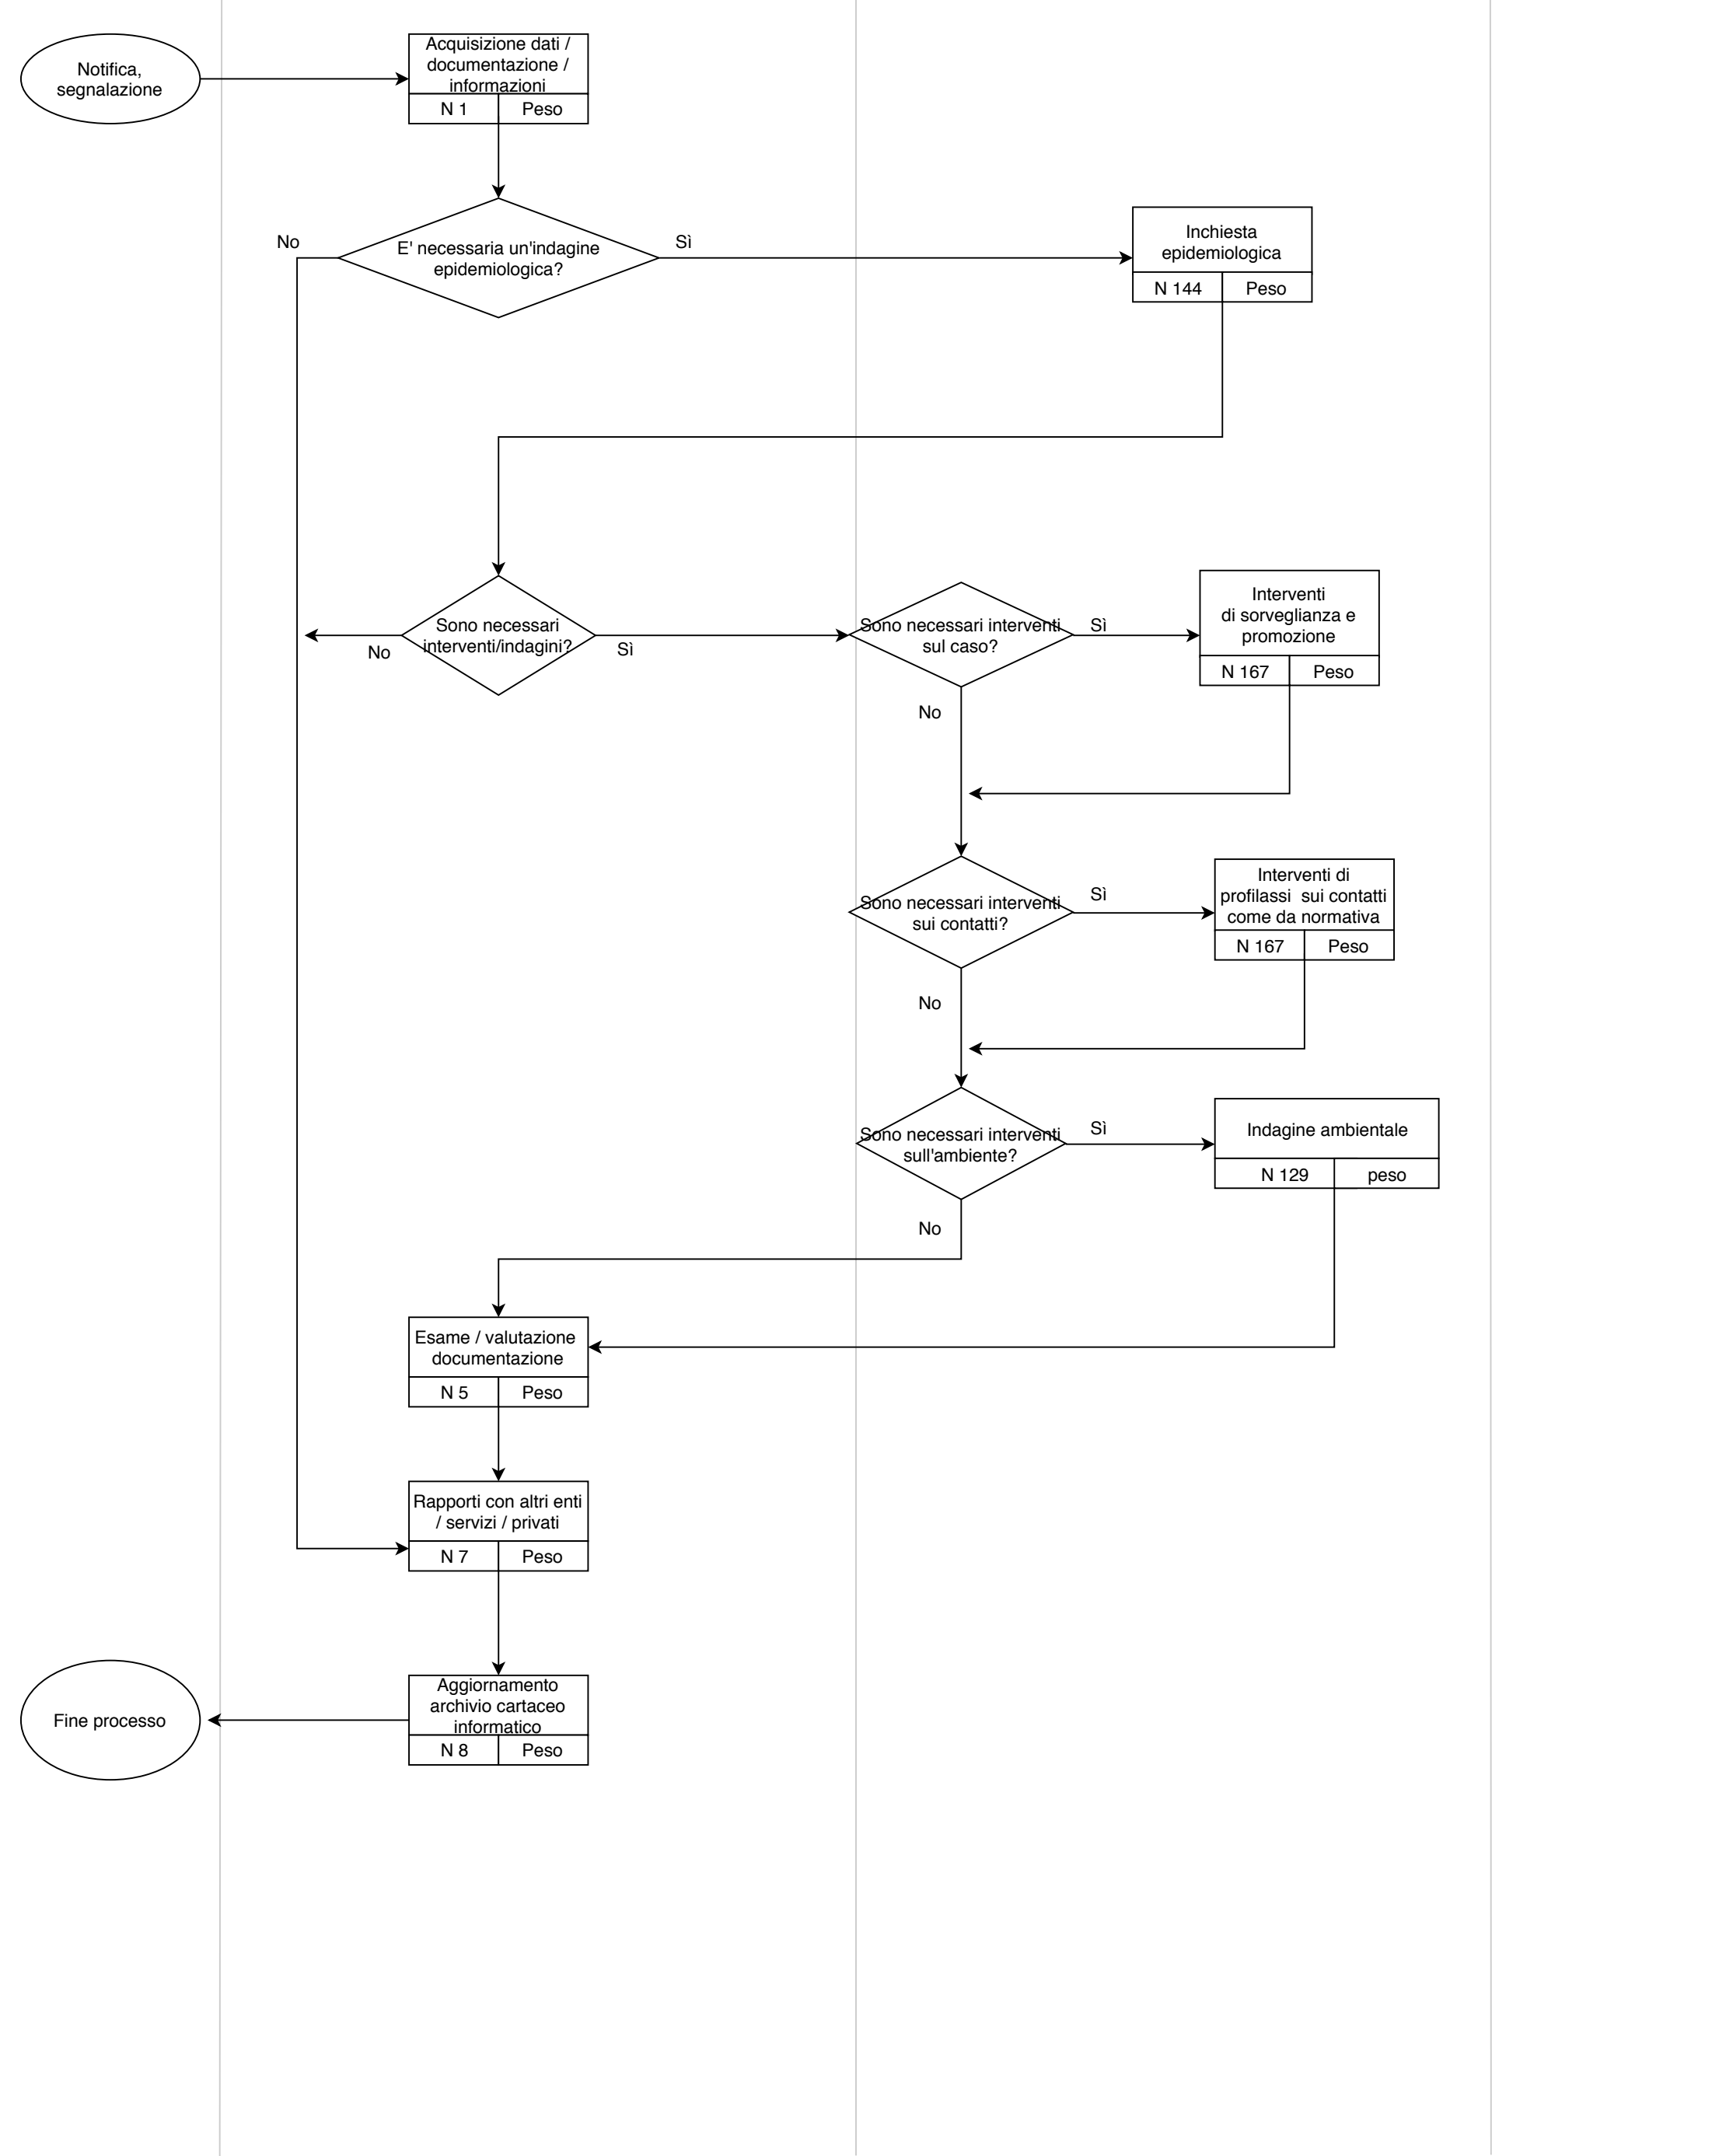 Notifica,
segnalazione
Acquisizione dati /
documentazione /
informazioni
N 1
Peso
E' necessaria un'indagine
epidemiologica?
No
Sì
Inchiesta
epidemiologica
N 144
Peso
Sono necessari
interventi/indagini?
No
Sì
Sono necessari interventi
sul caso?
Sì
No
Interventi
di sorveglianza e
promozione
N 167
Peso
Sono necessari interventi
sui contatti?
Sì
No
Interventi di
profilassi  sui contatti
come da normativa
N 167
Peso
Sono necessari interventi
sull'ambiente?
Sì
No
Indagine ambientale
N 129
peso
Esame / valutazione
documentazione
N 5
Peso
Rapporti con altri enti
/ servizi / privati
N 7
Peso
Aggiornamento
archivio cartaceo
informatico
N 8
Peso
Fine processo